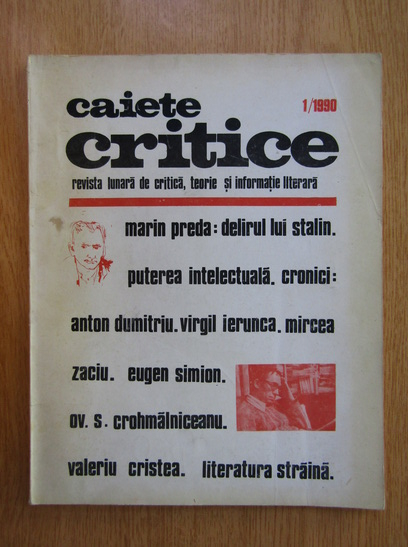 caiete
1/1990
critice
revista lunară de critică, teorie și informație literară
marin preda: delirul lui stalin.
puterea intelectuală. cronici:
anton dumitriu. virgil ierunca. mircea
zaciu. eugen simion.
ov. s. crohmălniceanu.
valeriu cristea. literatura străină.